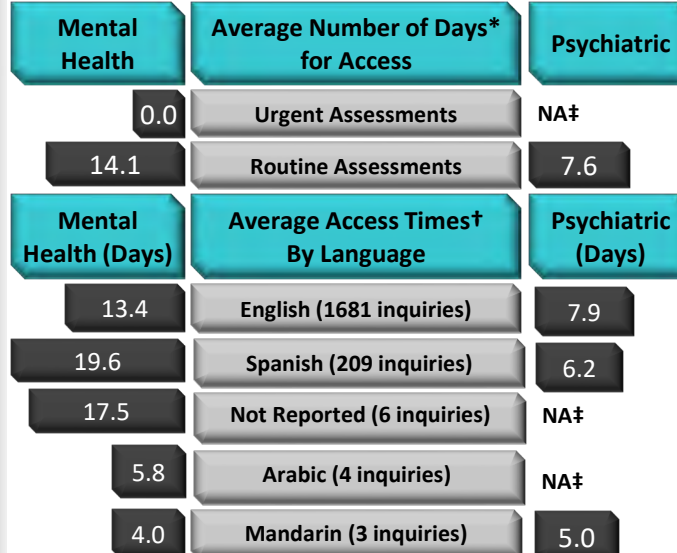 Mental Health
Average Number of Days* for Access
Psychiatric
0.0
Urgent Assessments
NA‡
14.1
Routine Assessments
7.6
Mental Health (Days)
Average Access Times† By Language
Psychiatric (Days)
13.4
English (1681 inquiries)
7.9
19.6
Spanish (209 inquiries)
6.2
17.5
Not Reported (6 inquiries)
NA‡
5.8
Arabic (4 inquiries)
NA‡
4.0
Mandarin (3 inquiries)
5.0